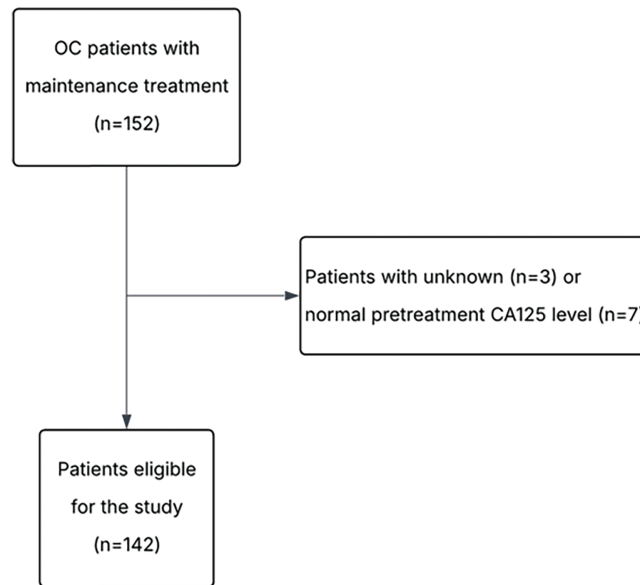 OC patients with
maintenance treatment
(n=152)
Patients with unknown (n=3) or
normal pretreatment CA125 level (n=7)
Patients eligible
for the study
(n=142)